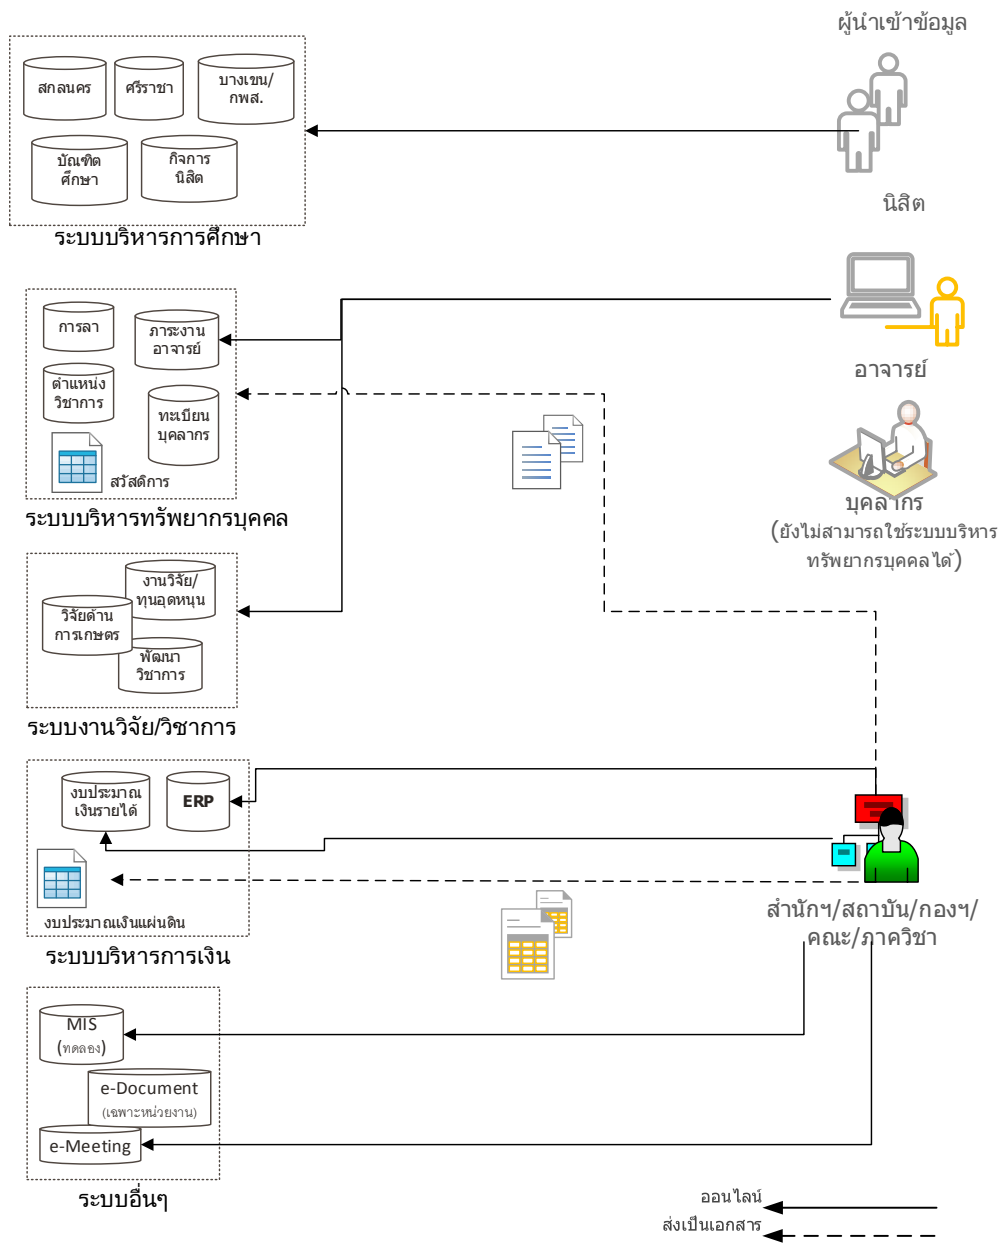 ผู้นำเข้าข้อมูล
สกลนคร
ศรีราชา
บางเขน/
กพส.
บัณฑิต
ศึกษา
กิจการ
นิสิต
ระบบบริหารการศึกษา
นิสิต
การลา
ภาระงาน
อาจารย์
ตำแหน่ง
วิชาการ
ทะเบียน
บุคลากร
สวัสดิการ
ระบบบริหารทรัพยากรบุคคล
อาจารย์
บุคลากร
(ยังไม่สามารถใช้ระบบบริหาร
ทรัพยากรบุคคลได้)
งานวิจัย/
ทุนอุดหนุน
วิจัยด้าน
การเกษตร
พัฒนา
วิชาการ
ระบบงานวิจัย/วิชาการ
งบประมาณ
เงินรายได้
ERP
งบประมาณเงินแผ่นดิน
ระบบบริหารการเงิน
สำนักฯ/สถาบัน/กองฯ/
คณะ/ภาควิชา
MIS
(ทดลอง)
e-Document
(เฉพาะหน่วยงาน)
e-Meeting
ระบบอื่นๆ
ออนไลน์
ส่งเป็นเอกสาร